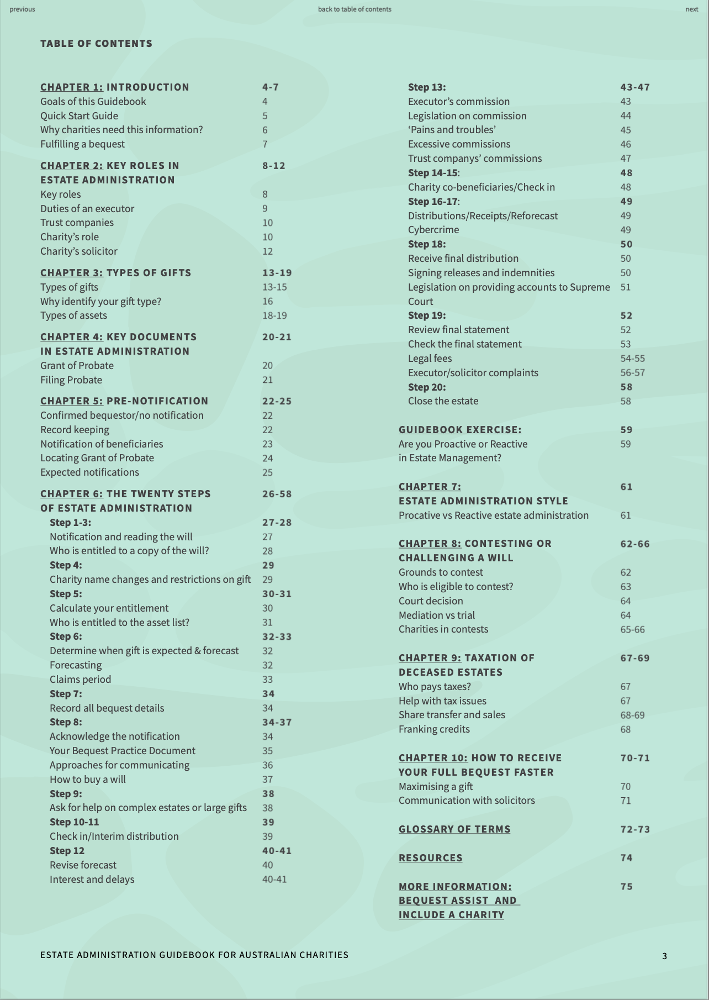 previous
back to table of contents
next
TABLE OF CONTENTS
CHAPTER 1: INTRODUCTION 4-7
Goals of this Guidebook 4
Quick Start Guide 5
Why charities need this information? 6
Fulfilling a bequest 7
CHAPTER 2: KEY ROLES IN 8-12
ESTATE ADMINISTRATION
Key roles 8
Duties of an executor 9
Trust companies 10
Charity’s role 10
Charity’s solicitor 12
CHAPTER 3: TYPES OF GIFTS 13-19
Types of gifts 13-15
Why identify your gift type? 16
Types of assets 18-19
CHAPTER 4: KEY DOCUMENTS 20-21
IN ESTATE ADMINISTRATION
Grant of Probate 20
Filing Probate 21
CHAPTER 5: PRE-NOTIFICATION 22-25
Confirmed bequestor/no notification 22
Record keeping 22
Notification of beneficiaries 23
Locating Grant of Probate 24
Expected notifications 25
CHAPTER 6: THE TWENTY STEPS 26-58
OF ESTATE ADMINISTRATION
Step 1-3: 27-28
Notification and reading the will 27
Who is entitled to a copy of the will? 28
Step 4: 29
Charity name changes and restrictions on gift 29
Step 5: 30-31
Calculate your entitlement 30
Who is entitled to the asset list? 31
Step 6: 32-33
Determine when gift is expected & forecast 32
Forecasting 32
Claims period 33
Step 7: 34
Record all bequest details 34
Step 8: 34-37
Acknowledge the notification 34
Your Bequest Practice Document 35
Approaches for communicating 36
How to buy a will 37
Step 9: 38
Ask for help on complex estates or large gifts 38
Step 10-11 39
Check in/Interim distribution 39
Step 12 40-41
Revise forecast 40
Interest and delays 40-41
Step 13: 43-47
Executor’s commission 43
Legislation on commission 44
‘Pains and troubles’ 45
Excessive commissions 46
Trust companys’ commissions 47
Step 14-15: 48
Charity co-beneficiaries/Check in 48
Step 16-17: 49
Distributions/Receipts/Reforecast 49
Cybercrime 49
Step 18: 50
Receive final distribution 50
Signing releases and indemnities 50
Legislation on providing accounts to Supreme 51
Court
Step 19: 52
Review final statement 52
Check the final statement 53
Legal fees 54-55
Executor/solicitor complaints 56-57
Step 20: 58
Close the estate 58
GUIDEBOOK EXERCISE: 59
Are you Proactive or Reactive 59
in Estate Management?
CHAPTER 7: 61
ESTATE ADMINISTRATION STYLE
Procative vs Reactive estate administration 61
CHAPTER 8: CONTESTING OR 62-66
CHALLENGING A WILL
Grounds to contest 62
Who is eligible to contest? 63
Court decision 64
Mediation vs trial 64
Charities in contests 65-66
CHAPTER 9: TAXATION OF 67-69
DECEASED ESTATES
Who pays taxes? 67
Help with tax issues 67
Share transfer and sales 68-69
Franking credits 68
CHAPTER 10: HOW TO RECEIVE 70-71
YOUR FULL BEQUEST FASTER
Maximising a gift 70
Communication with solicitors 71
GLOSSARY OF TERMS 72-73
RESOURCES 74
MORE INFORMATION: 75
BEQUEST ASSIST AND
INCLUDE A CHARITY
ESTATE ADMINISTRATION GUIDEBOOK FOR AUSTRALIAN CHARITIES 3